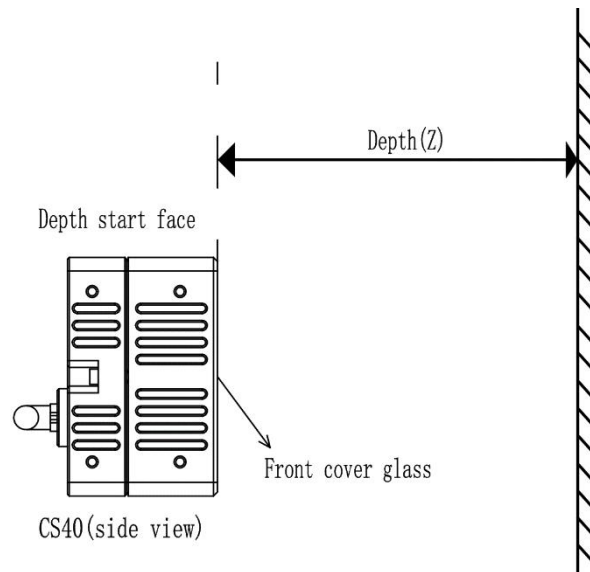 Depth(Z)
Depth start face
Front cover glass
CS40(side view)